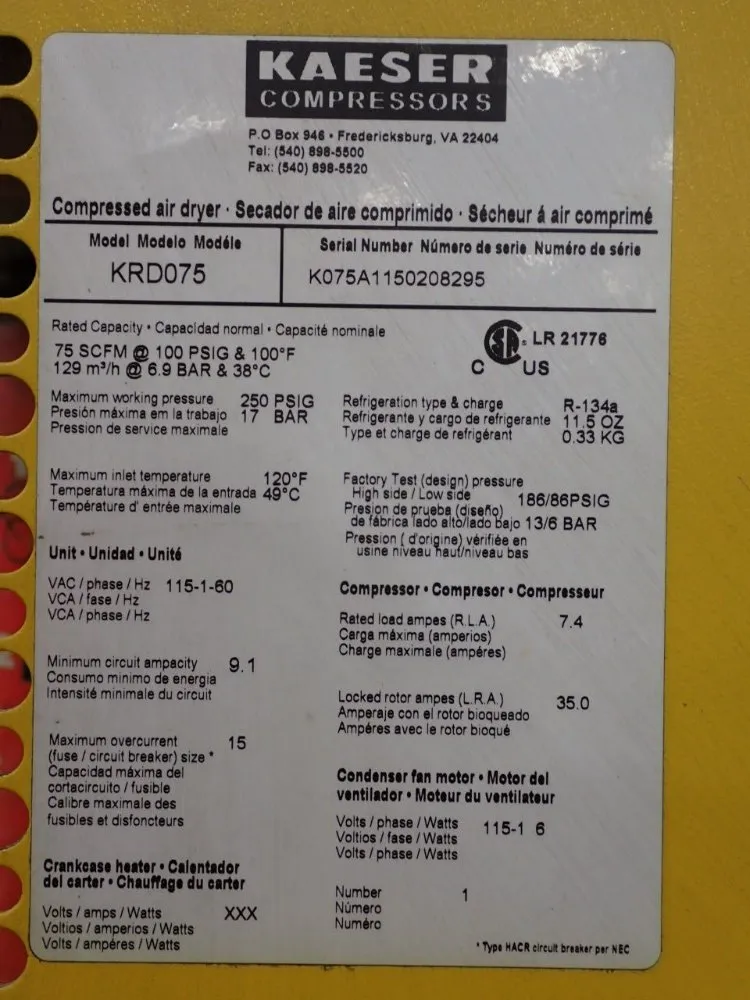 KAESER
COMPRESSORS
P.O Box 946 • Fredericksburg, VA 22404
Tel: (540) 898-5500
Fax: (540) 898-5520
Compressed air dryer · Secador de aire comprimido · Sécheur á air comprimé
Model Modelo Modéle
KRD075
Serial Number Número de serie Numéro de série
K075A1150208295
Rated Capacity • Capacidad normal • Capacité nominale
75 SCFM @ 100 PSIG & 100°F
129 m³/h @ 6.9 BAR & 38°C
C US
LR 21776
Maximum working pressure 250 PSIG
Presión máxima em la trabajo 17 BAR
Pression de service maximale
Refrigeration type & charge R-134a
Refrigerante y cargo de refrigerante 11.5 OZ
Type et charge de refrigérant 0.33 KG
Maximum inlet temperature 120°F
Temperatura máxima de la entrada 49°C
Température d' entrée maximale
Factory Test (design) pressure
High side / Low side 186/86PSIG
Presion de prueba (diseño)
de fábrica lado alto/lado bajo 13/6 BAR
Pression ( d'origine) vérifiée en
usine niveau haut/niveau bas
Unit • Unidad • Unité
VAC / phase / Hz 115-1-60
VCA / fase / Hz
VCA / phase / Hz
Minimum circuit ampacity 9.1
Consumo minimo de energia
Intensité minimale du circuit
Maximum overcurrent 15
(fuse / circuit breaker) size *
Capacidad máxima del
cortacircuito / fusible
Calibre maximale des
fusibles et disfoncteurs
Crankcase heater • Calentador
del carter • Chauffage du carter
Volts / amps / Watts XXX
Voltios / amperios / Watts
Volts / ampéres / Watts
Compressor • Compresor • Compresseur
Rated load ampes (R.L.A.) 7.4
Carga máxima (amperios)
Charge maximale (ampéres)
Locked rotor ampes (L.R.A.) 35.0
Amperaje con el rotor bioqueado
Ampéres avec le rotor bioqué
Condenser fan motor • Motor del
ventilador • Moteur du ventilateur
Volts / phase / Watts 115-1 6
Voltios / fase / Watts
Volts / phase / Watts
Number 1
Número
Numéro
* Type HACR circuit breaker per NEC